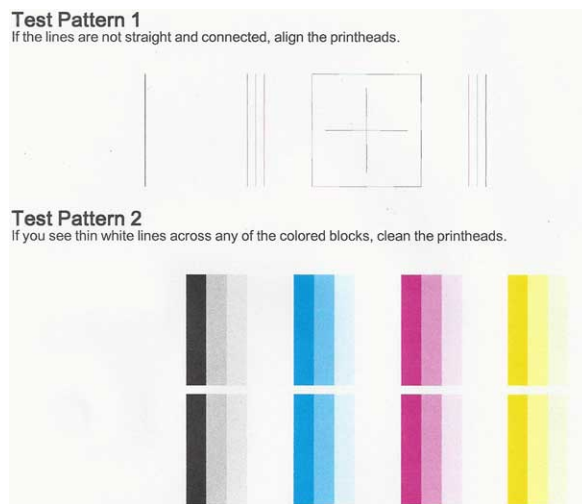 Test Pattern 1
If the lines are not straight and connected, align the printheads.
Test Pattern 2
If you see thin white lines across any of the colored blocks, clean the printheads.